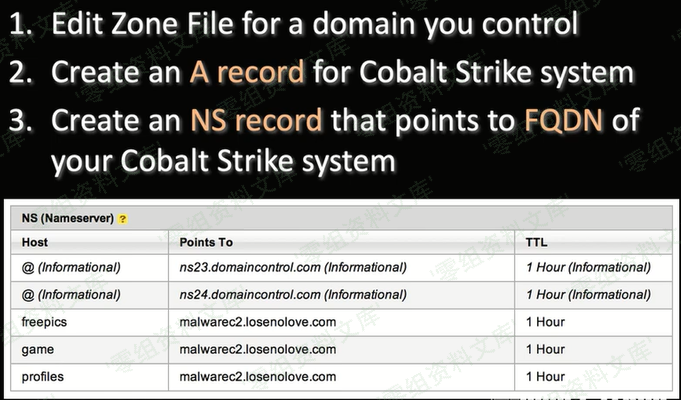 1. Edit Zone File for a domain you control
2. Create an A record for Cobalt Strike system
3. Create an NS record that points to FQDN of
your Cobalt Strike system
NS (Nameserver) ?
Host Points To TTL
@ (Informational) ns23.domaincontrol.com (Informational) 1 Hour (Informational)
@ (Informational) ns24.domaincontrol.com (Informational) 1 Hour (Informational)
freepics malwarec2.losenolove.com 1 Hour
game malwarec2.losenolove.com 1 Hour
profiles malwarec2.losenolove.com 1 Hour
'零组资料文库'